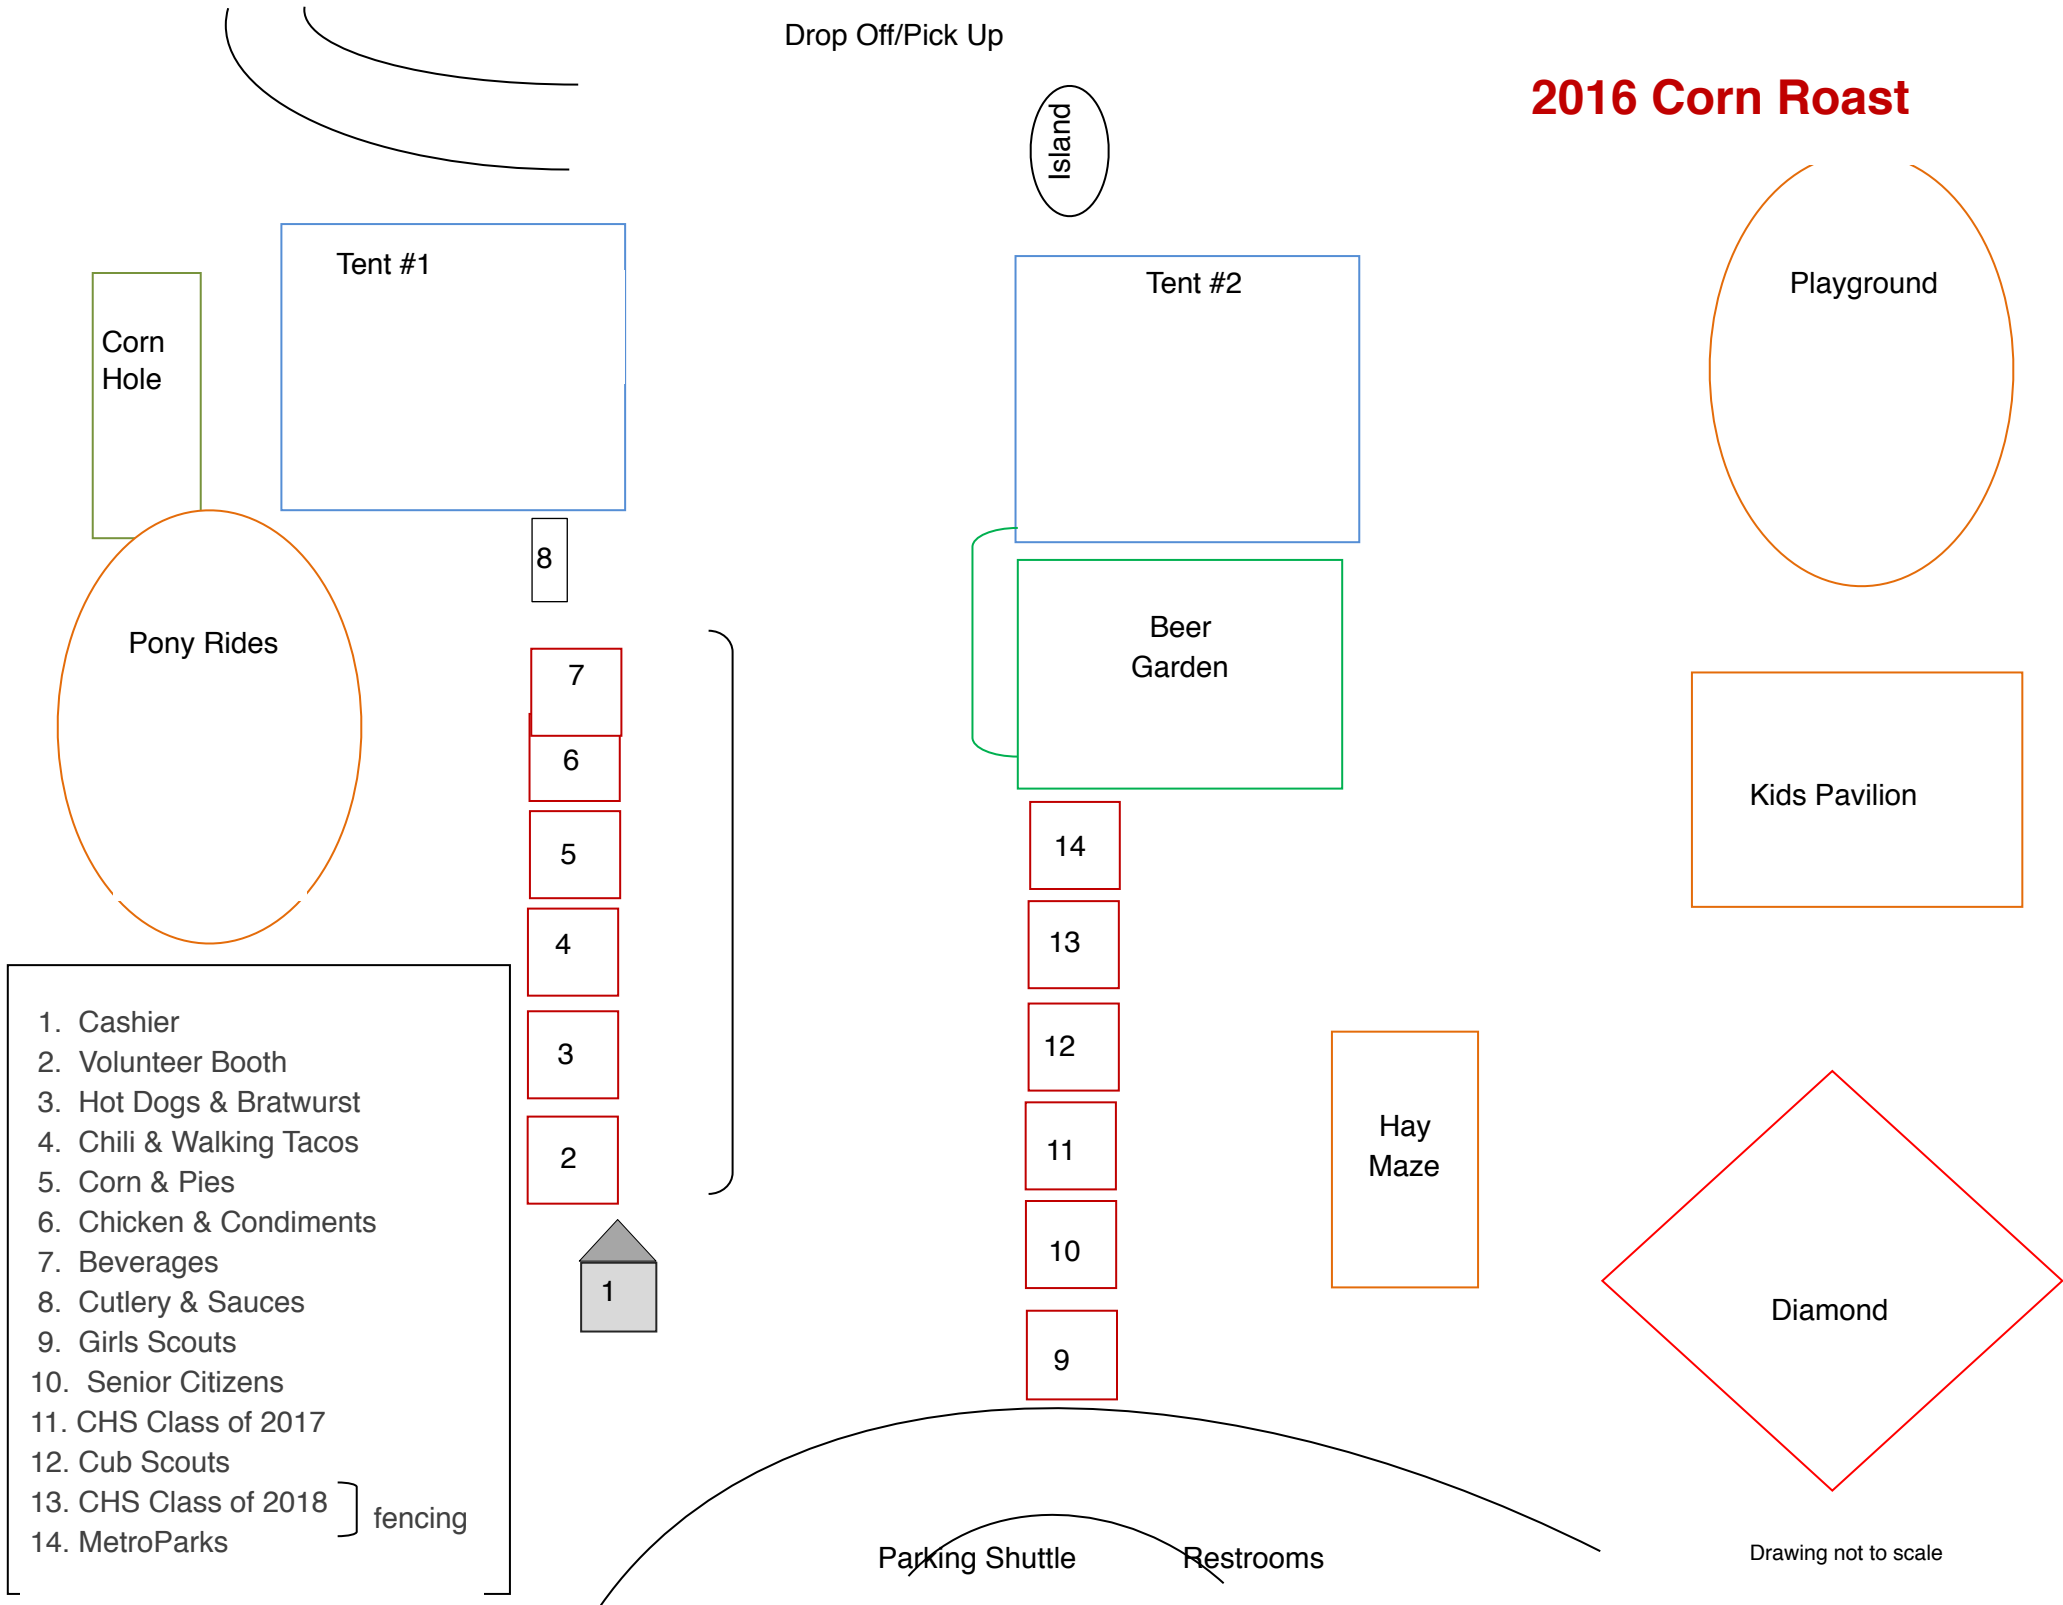 Drop Off/Pick Up
2016 Corn Roast
Island
Tent #1
Tent #2
Playground
Corn
Hole
8
Pony Rides
Beer
Garden
7
6
Kids Pavilion
5
14
4
13
3
12
Hay
Maze
2
11
10
1
Diamond
9
1. Cashier
2. Volunteer Booth
3. Hot Dogs & Bratwurst
4. Chili & Walking Tacos
5. Corn & Pies
6. Chicken & Condiments
7. Beverages
8. Cutlery & Sauces
9. Girls Scouts
10. Senior Citizens
11. CHS Class of 2017
12. Cub Scouts
13. CHS Class of 2018
14. MetroParks
fencing
Parking Shuttle
Restrooms
Drawing not to scale